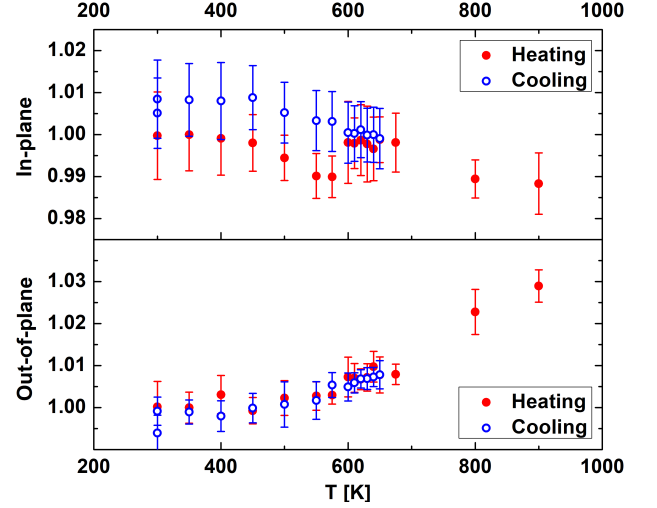 200 400 600 800 1000
1.02
1.01
1.00
0.99
0.98
In-plane
Heating
Cooling
1.03
1.02
1.01
1.00
Out-of-plane
Heating
Cooling
200 400 600 800 1000
T [K]